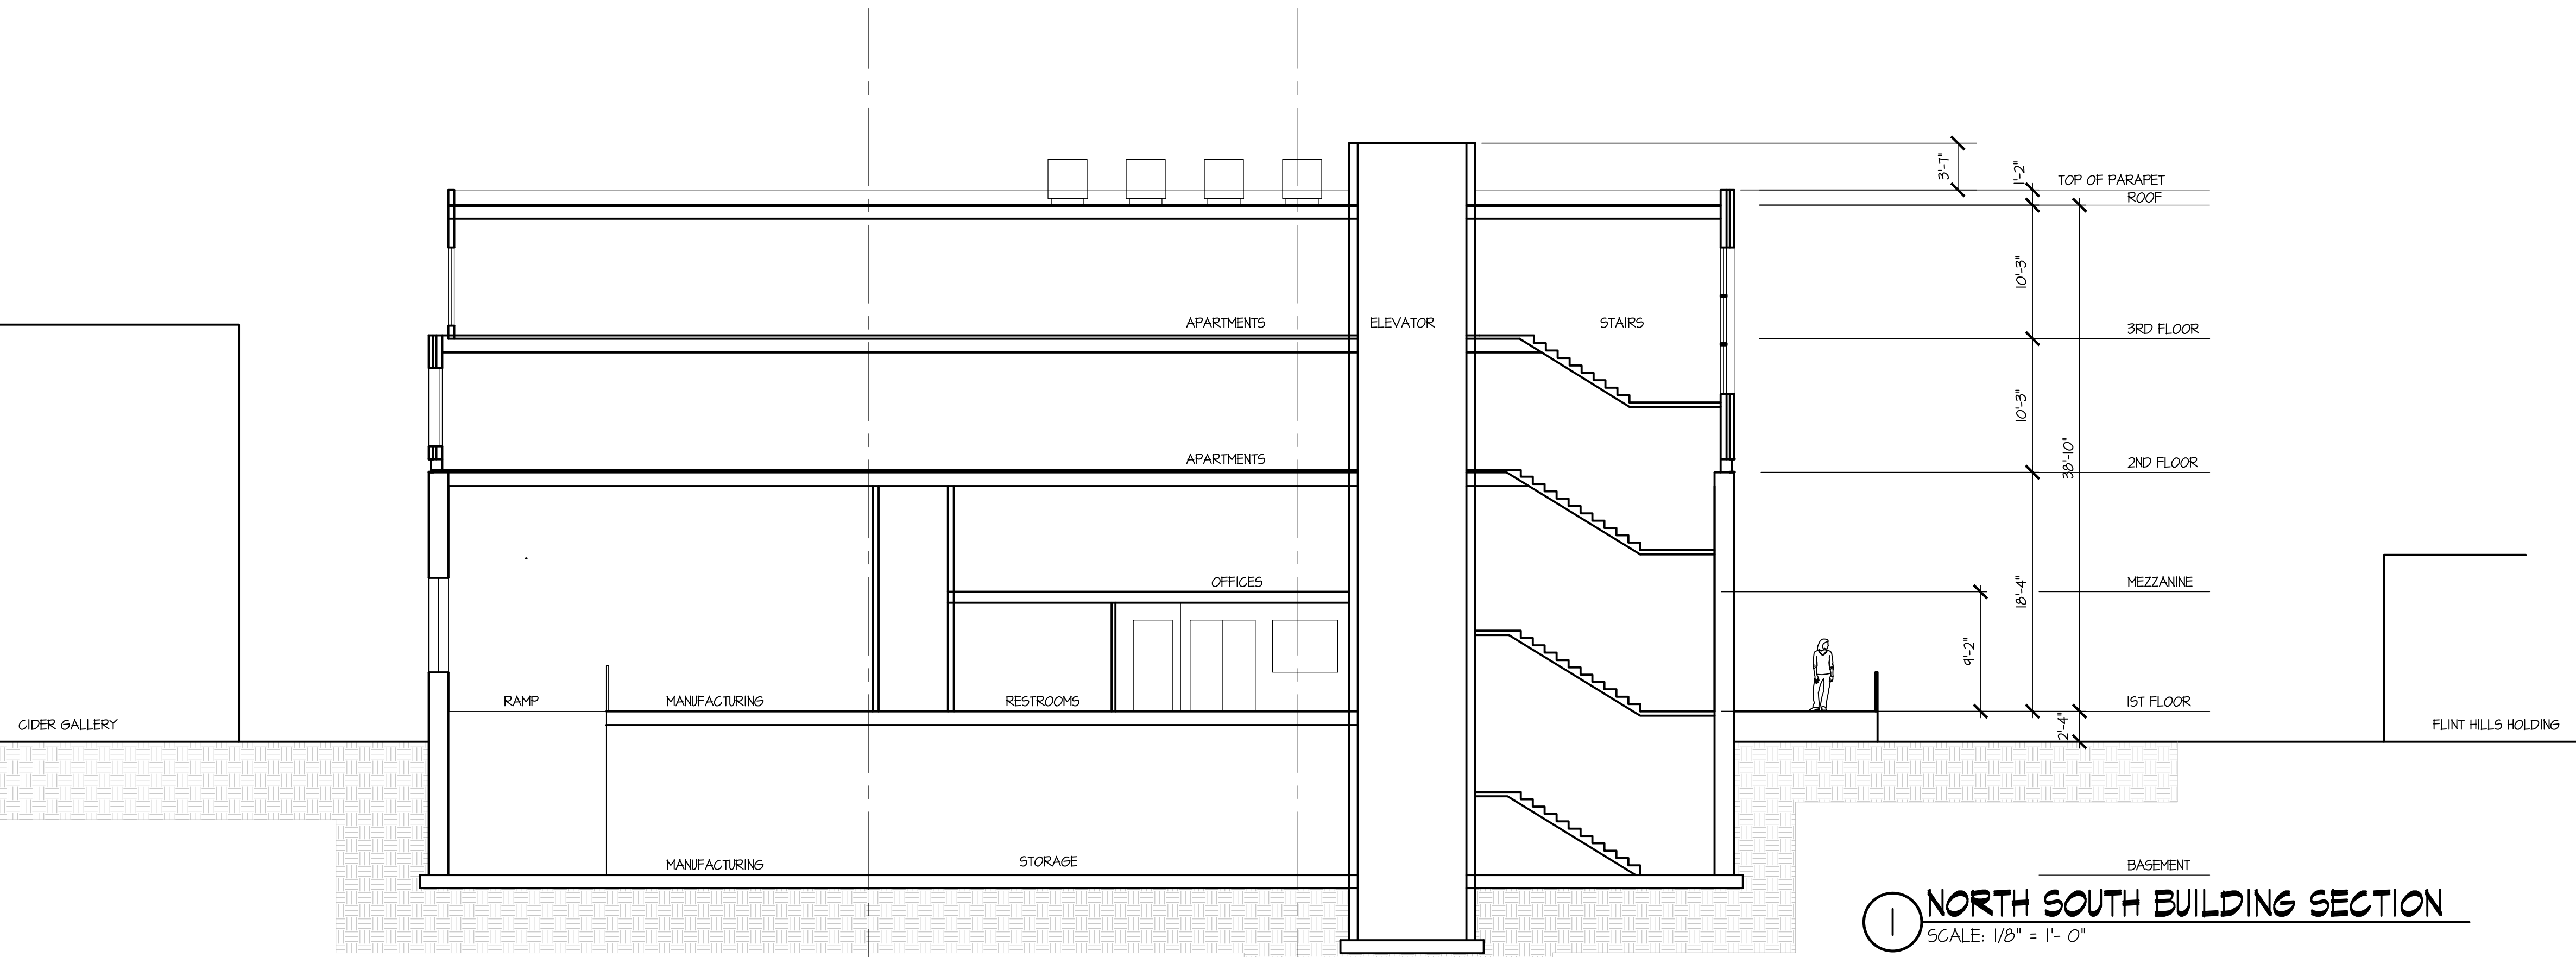 3'-7"
1'-2"
TOP OF PARAPET
ROOF
10'-3"
APARTMENTS
ELEVATOR
STAIRS
3RD FLOOR
10'-3"
38'-10"
APARTMENTS
2ND FLOOR
OFFICES
18'-4"
MEZZANINE
9'-2"
RAMP
MANUFACTURING
RESTROOMS
1ST FLOOR
CIDER GALLERY
2'-4"
FLINT HILLS HOLDING
MANUFACTURING
STORAGE
BASEMENT
1 NORTH SOUTH BUILDING SECTION
SCALE: 1/8" = 1'- 0"